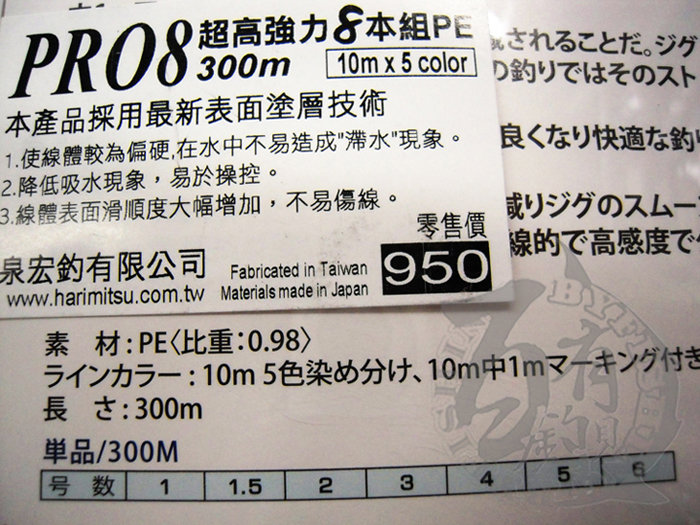 PRO8 超高強力8本組PE
300m 10m x 5 color
本產品採用最新表面塗層技術
1.使線體較為偏硬,在水中不易造成"滯水"現象。
2.降低吸水現象，易於操控。
3.線體表面滑順度大幅增加，不易傷線。
零售價
950
泉宏釣有限公司
www.harimitsu.com.tw
Fabricated in Taiwan
Materials made in Japan
されることだ。ジグ
の釣りではそのスト
良くなり快適な釣り
減りジグのスムー
線的で高感度で
素 材：PE〈比重：0.98〉
ラインカラー：10m 5色染め分け、10m中1mマーキング付き
長 さ：300m
単品/300M
号 数 1 1.5 2 3 4 5 6